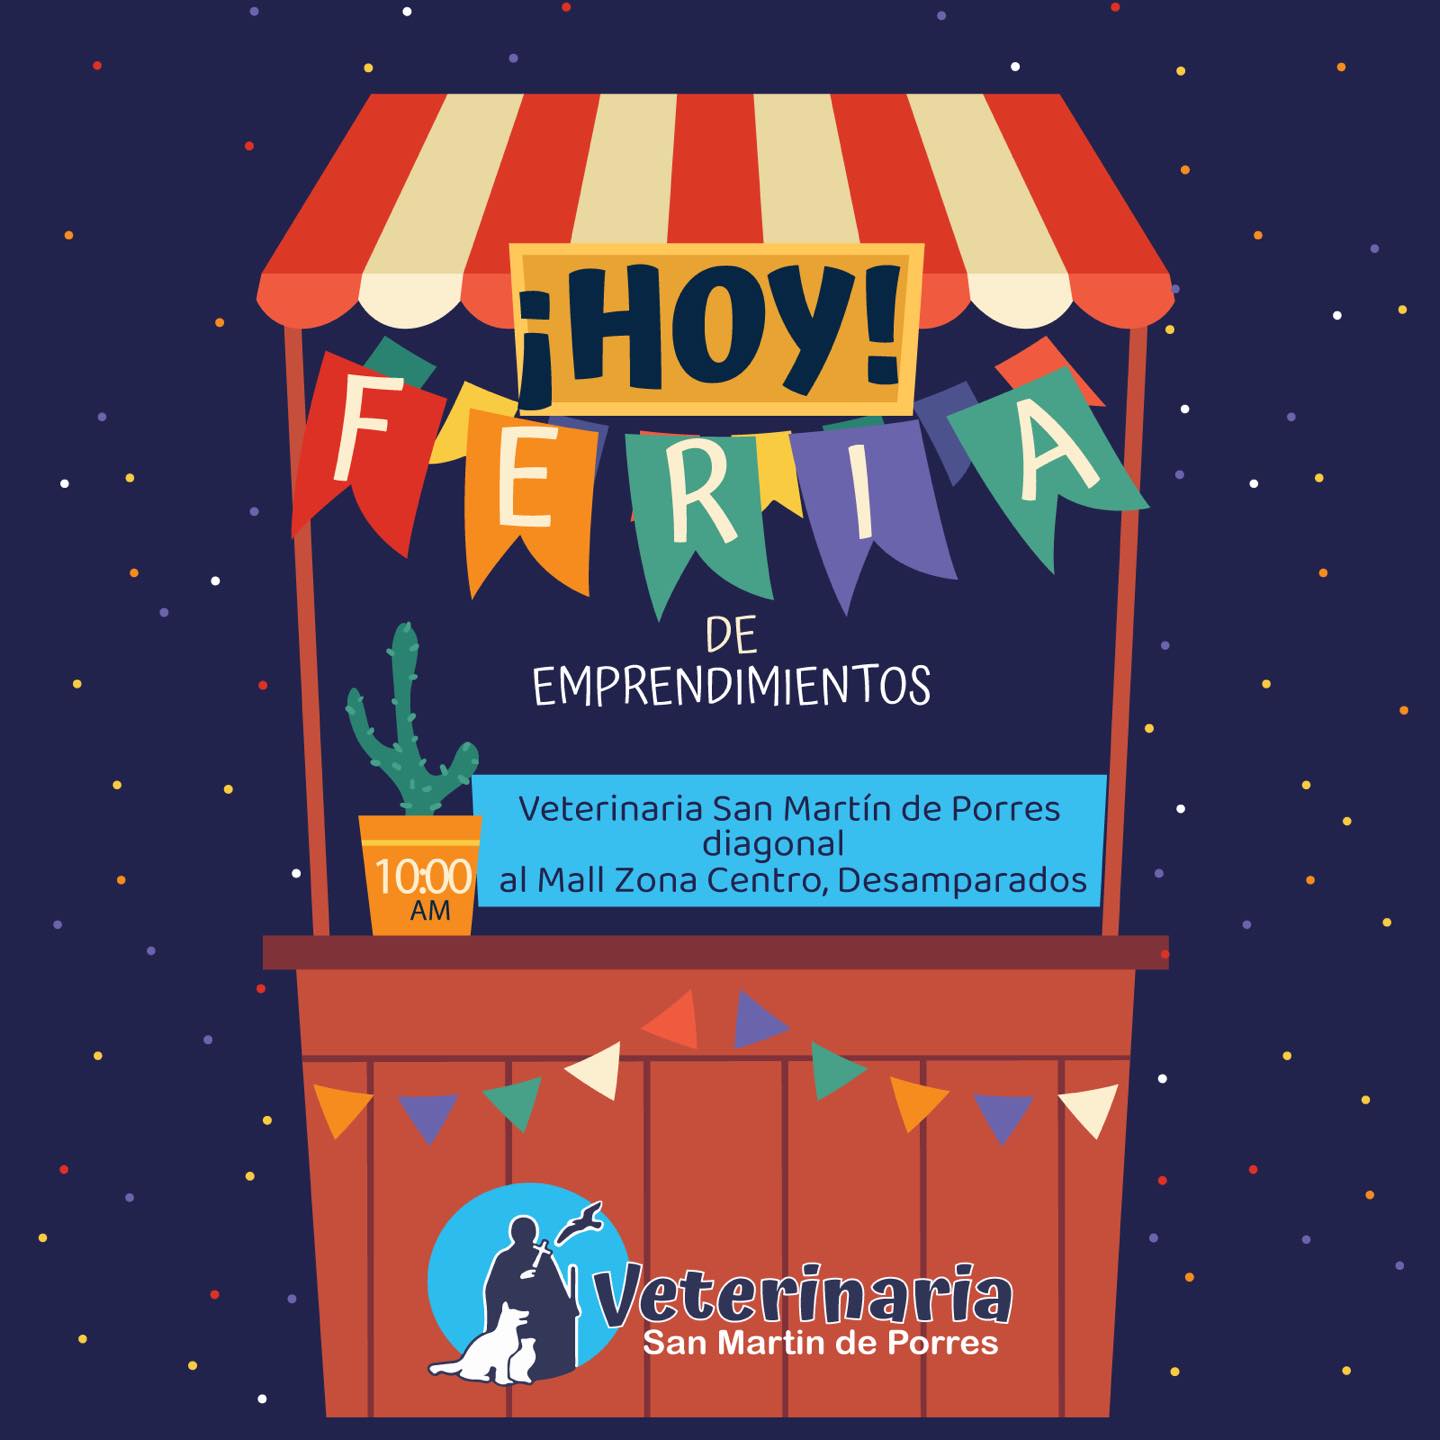 ¡HOY!
FERIA
DE
EMPRENDIMIENTOS
Veterinaria San Martín de Porres
diagonal
al Mall Zona Centro, Desamparados
10:00
AM
Veterinaria
San Martin de Porres